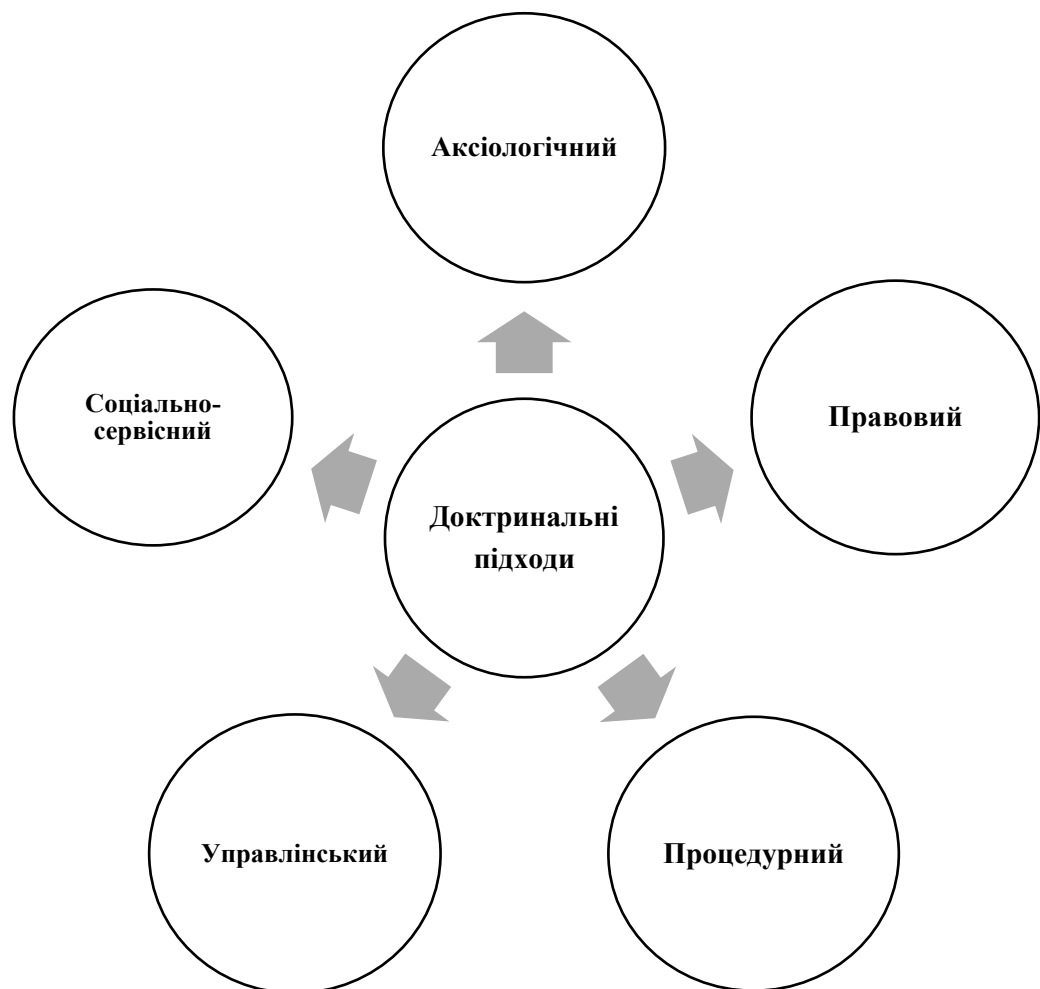 Аксіологічний
Соціально-
сервісний
Правовий
Доктринальні
підходи
Управлінський
Процедурний